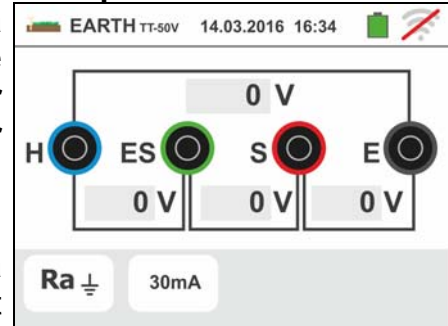 EARTH TT-50V 14.03.2016 16:34
0 V
H ES S E
0 V 0 V 0 V
Ra 30mA